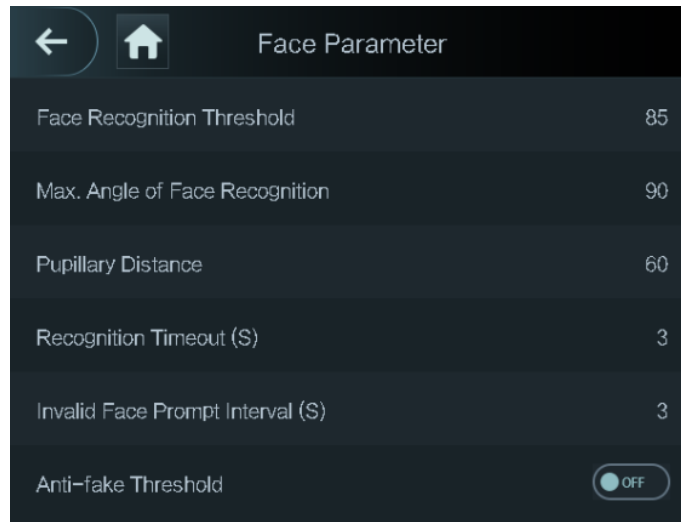 Face Parameter
Face Recognition Threshold 85
Max. Angle of Face Recognition 90
Pupillary Distance 60
Recognition Timeout (S) 3
Invalid Face Prompt Interval (S) 3
Anti-fake Threshold OFF